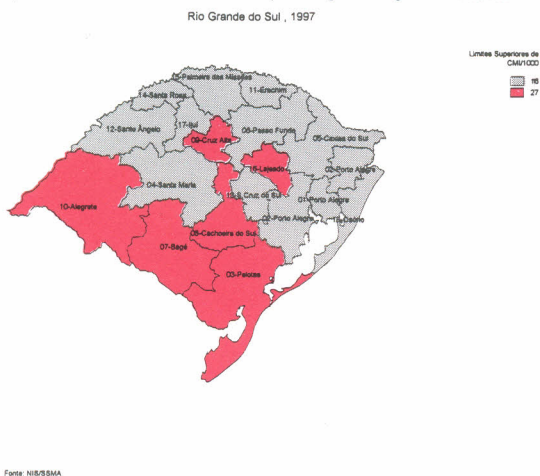 Rio Grande do Sul , 1997
Limites Superiores de
CMI/1000
16
27
15-Palmeira das Missões
11-Erechim
14-Santa Rosa
17-Ijuí
12-Santo Ângelo
06-Passo Fundo
05-Caxias do Sul
09-Cruz Alta
16-Lajeado
02-Porto Alegre
04-Santa Maria
13-S.Cruz do Sul
01-Porto Alegre
10-Alegrete
02-Porto Alegre
18-Osório
08-Cachoeira do Sul
07-Bagé
03-Pelotas
Fonte: NIS/SSMA